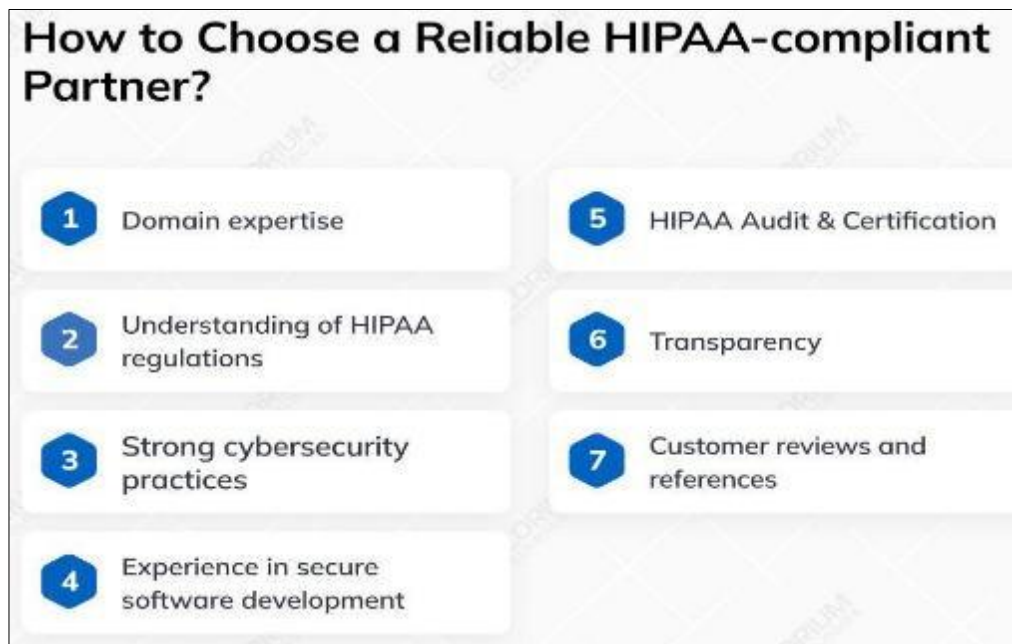 How to Choose a Reliable HIPAA-compliant
Partner?
1
Domain expertise
2
Understanding of HIPAA
regulations
3
Strong cybersecurity
practices
4
Experience in secure
software development
5
HIPAA Audit & Certification
6
Transparency
7
Customer reviews and
references